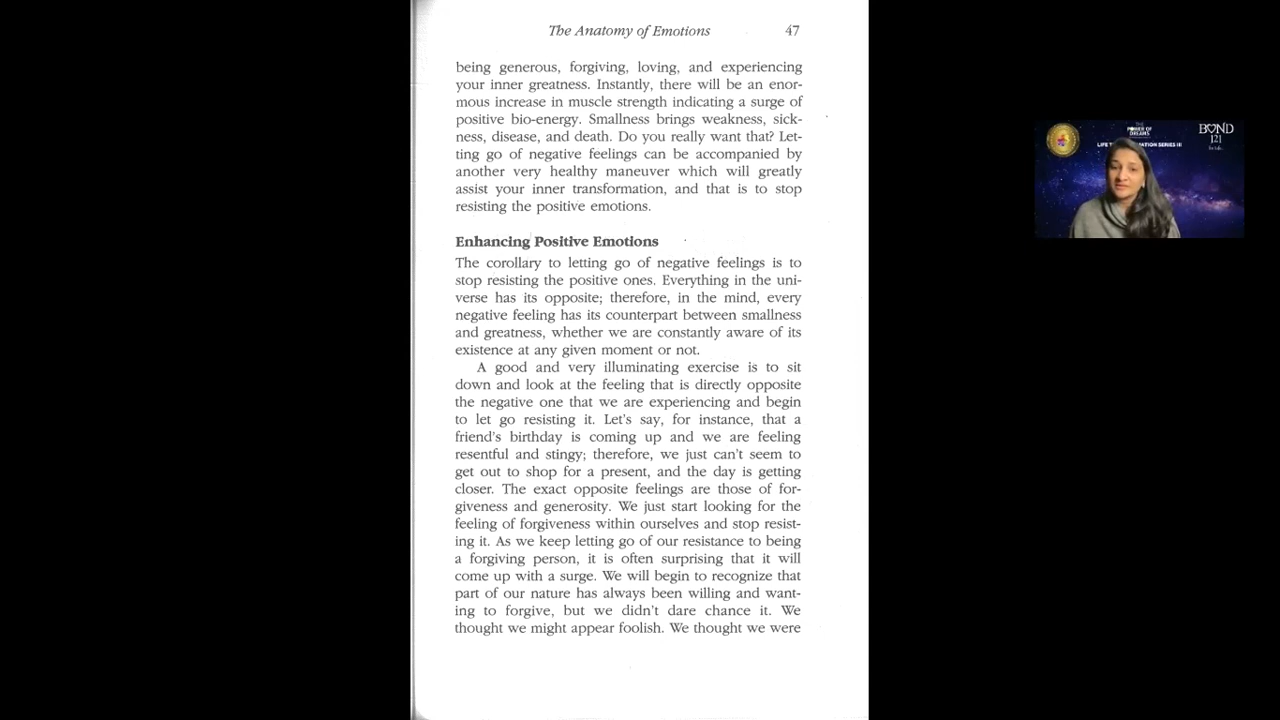 The Anatomy of Emotions 47
being generous, forgiving, loving, and experiencing
your inner greatness. Instantly, there will be an enor-
mous increase in muscle strength indicating a surge of
positive bio-energy. Smallness brings weakness, sick-
ness, disease, and death. Do you really want that? Let-
ting go of negative feelings can be accompanied by
another very healthy maneuver which will greatly
assist your inner transformation, and that is to stop
resisting the positive emotions.
Enhancing Positive Emotions
The corollary to letting go of negative feelings is to
stop resisting the positive ones. Everything in the uni-
verse has its opposite; therefore, in the mind, every
negative feeling has its counterpart between smallness
and greatness, whether we are constantly aware of its
existence at any given moment or not.
A good and very illuminating exercise is to sit
down and look at the feeling that is directly opposite
the negative one that we are experiencing and begin
to let go resisting it. Let's say, for instance, that a
friend's birthday is coming up and we are feeling
resentful and stingy; therefore, we just can't seem to
get out to shop for a present, and the day is getting
closer. The exact opposite feelings are those of for-
giveness and generosity. We just start looking for the
feeling of forgiveness within ourselves and stop resist-
ing it. As we keep letting go of our resistance to being
a forgiving person, it is often surprising that it will
come up with a surge. We will begin to recognize that
part of our nature has always been willing and want-
ing to forgive, but we didn't dare chance it. We
thought we might appear foolish. We thought we were
THE
POWER OF
DREAMS
BOND
121
LIFE SERIES III